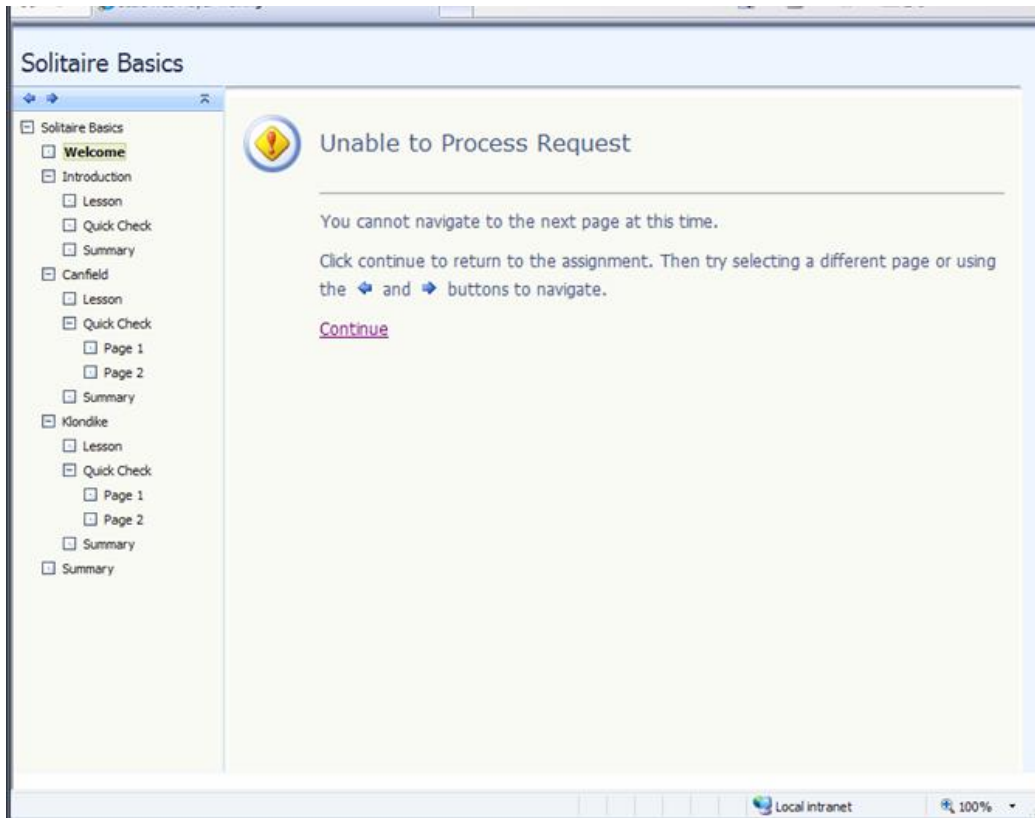 Solitaire Basics
Solitaire Basics
Welcome
Introduction
Lesson
Quick Check
Summary
Canfield
Lesson
Quick Check
Page 1
Page 2
Summary
Klondike
Lesson
Quick Check
Page 1
Page 2
Summary
Summary
Unable to Process Request
You cannot navigate to the next page at this time.
Click continue to return to the assignment. Then try selecting a different page or using
the and buttons to navigate.
Continue
Local intranet
100%